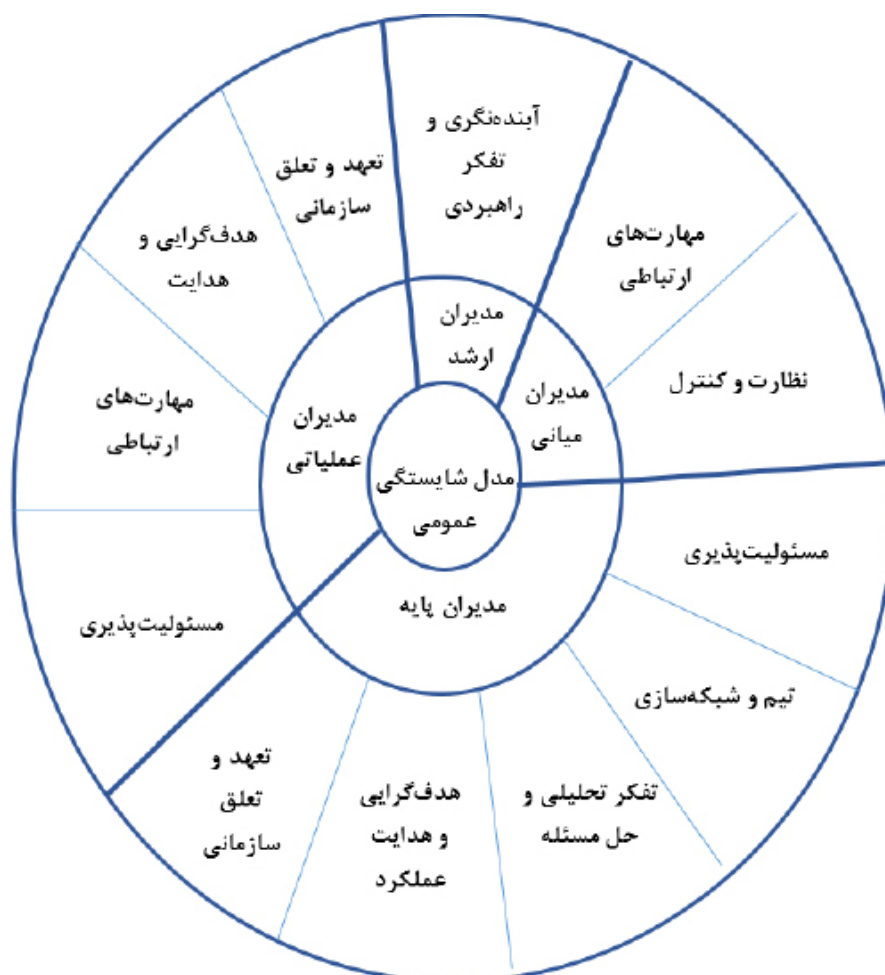 آینده‌نگری و
تفکر
راهبردی
مهارت‌های
ارتباطی
نظارت و کنترل
مسئولیت‌پذیری
تیم و شبکه‌سازی
تفکر تحلیلی و
حل مسئله
هدف‌گرایی
و هدایت
عملکرد
تعهد و
تعلق
سازمانی
مسئولیت‌پذیری
مهارت‌های
ارتباطی
هدف‌گرایی و
هدایت
تعهد و تعلق
سازمانی
مدیران
ارشد
مدیران
میانی
مدیران پایه
مدیران
عملیاتی
مدل شایستگی
عمومی